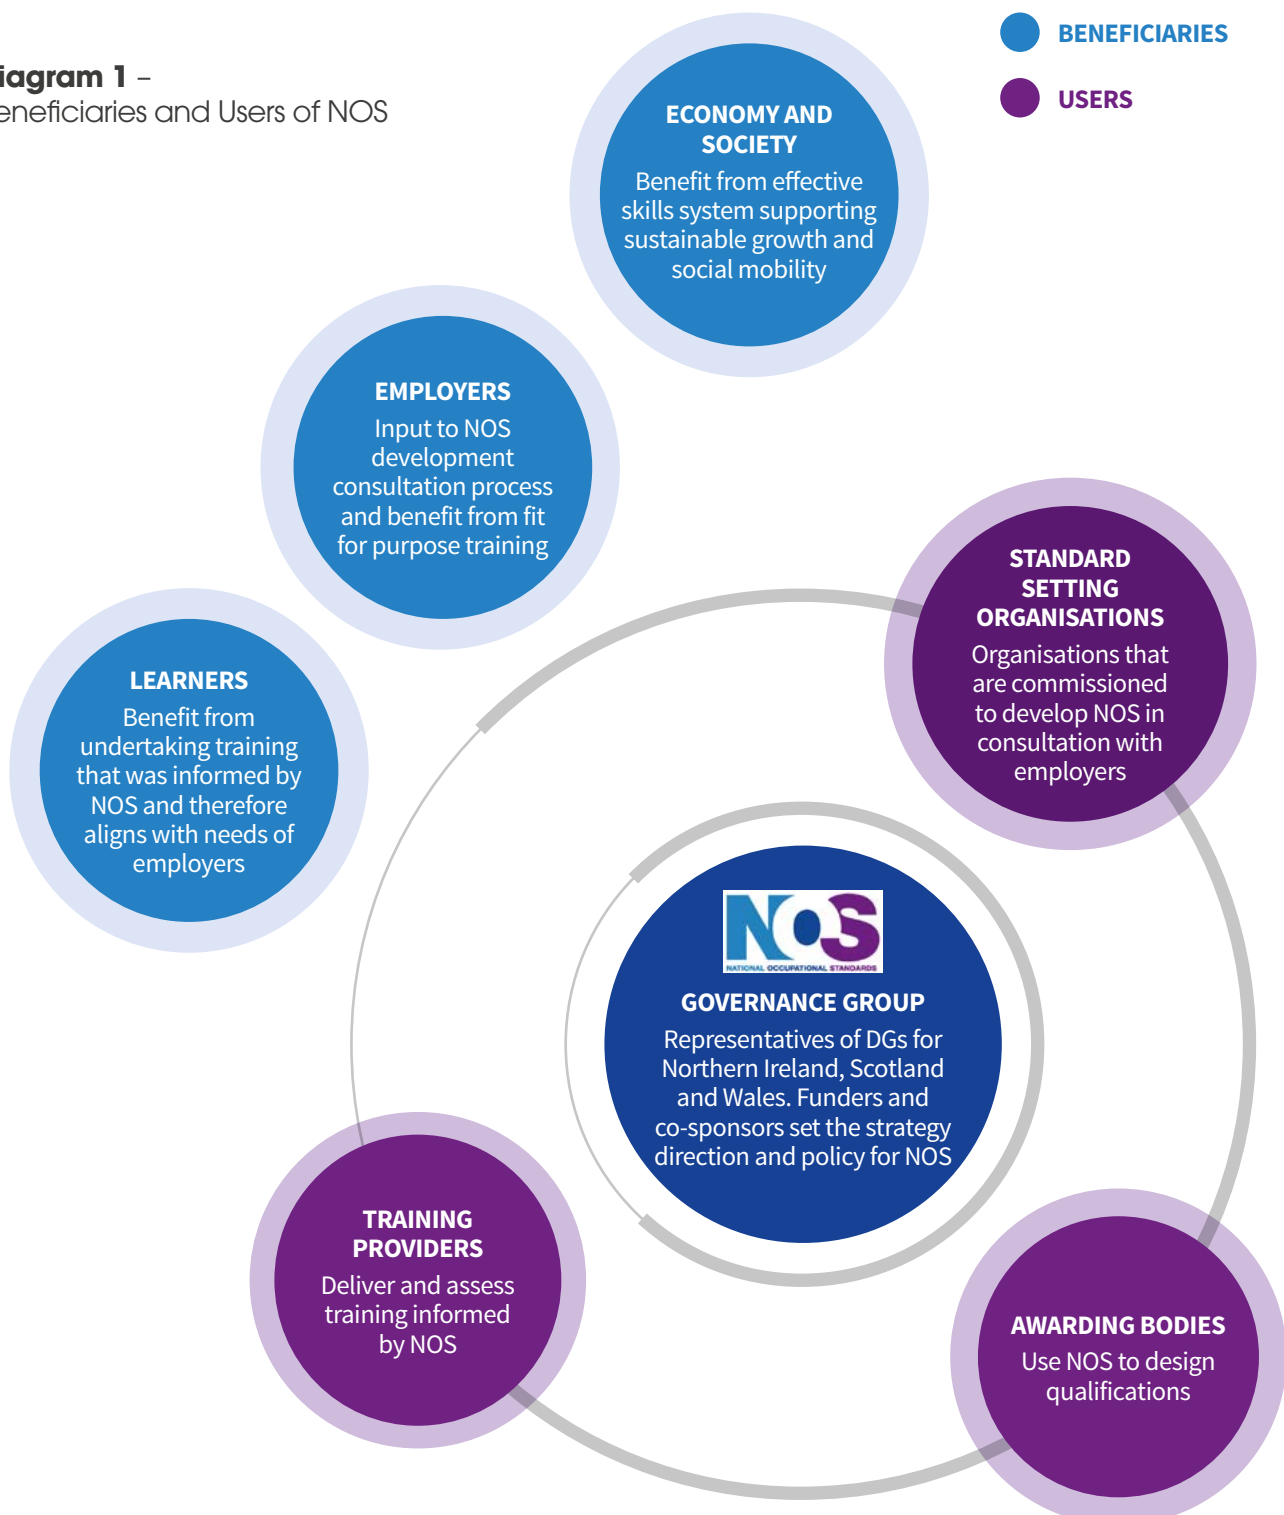 iagram 1 –
eneficiaries and Users of NOS
BENEFICIARIES
USERS
ECONOMY AND
SOCIETY
Benefit from effective
skills system supporting
sustainable growth and
social mobility
EMPLOYERS
Input to NOS
development
consultation process
and benefit from fit
for purpose training
LEARNERS
Benefit from
undertaking training
that was informed by
NOS and therefore
aligns with needs of
employers
STANDARD
SETTING
ORGANISATIONS
Organisations that
are commissioned
to develop NOS in
consultation with
employers
NOS
NATIONAL OCCUPATIONAL STANDARDS
GOVERNANCE GROUP
Representatives of DGs for
Northern Ireland, Scotland
and Wales. Funders and
co-sponsors set the strategy
direction and policy for NOS
TRAINING
PROVIDERS
Deliver and assess
training informed
by NOS
AWARDING BODIES
Use NOS to design
qualifications